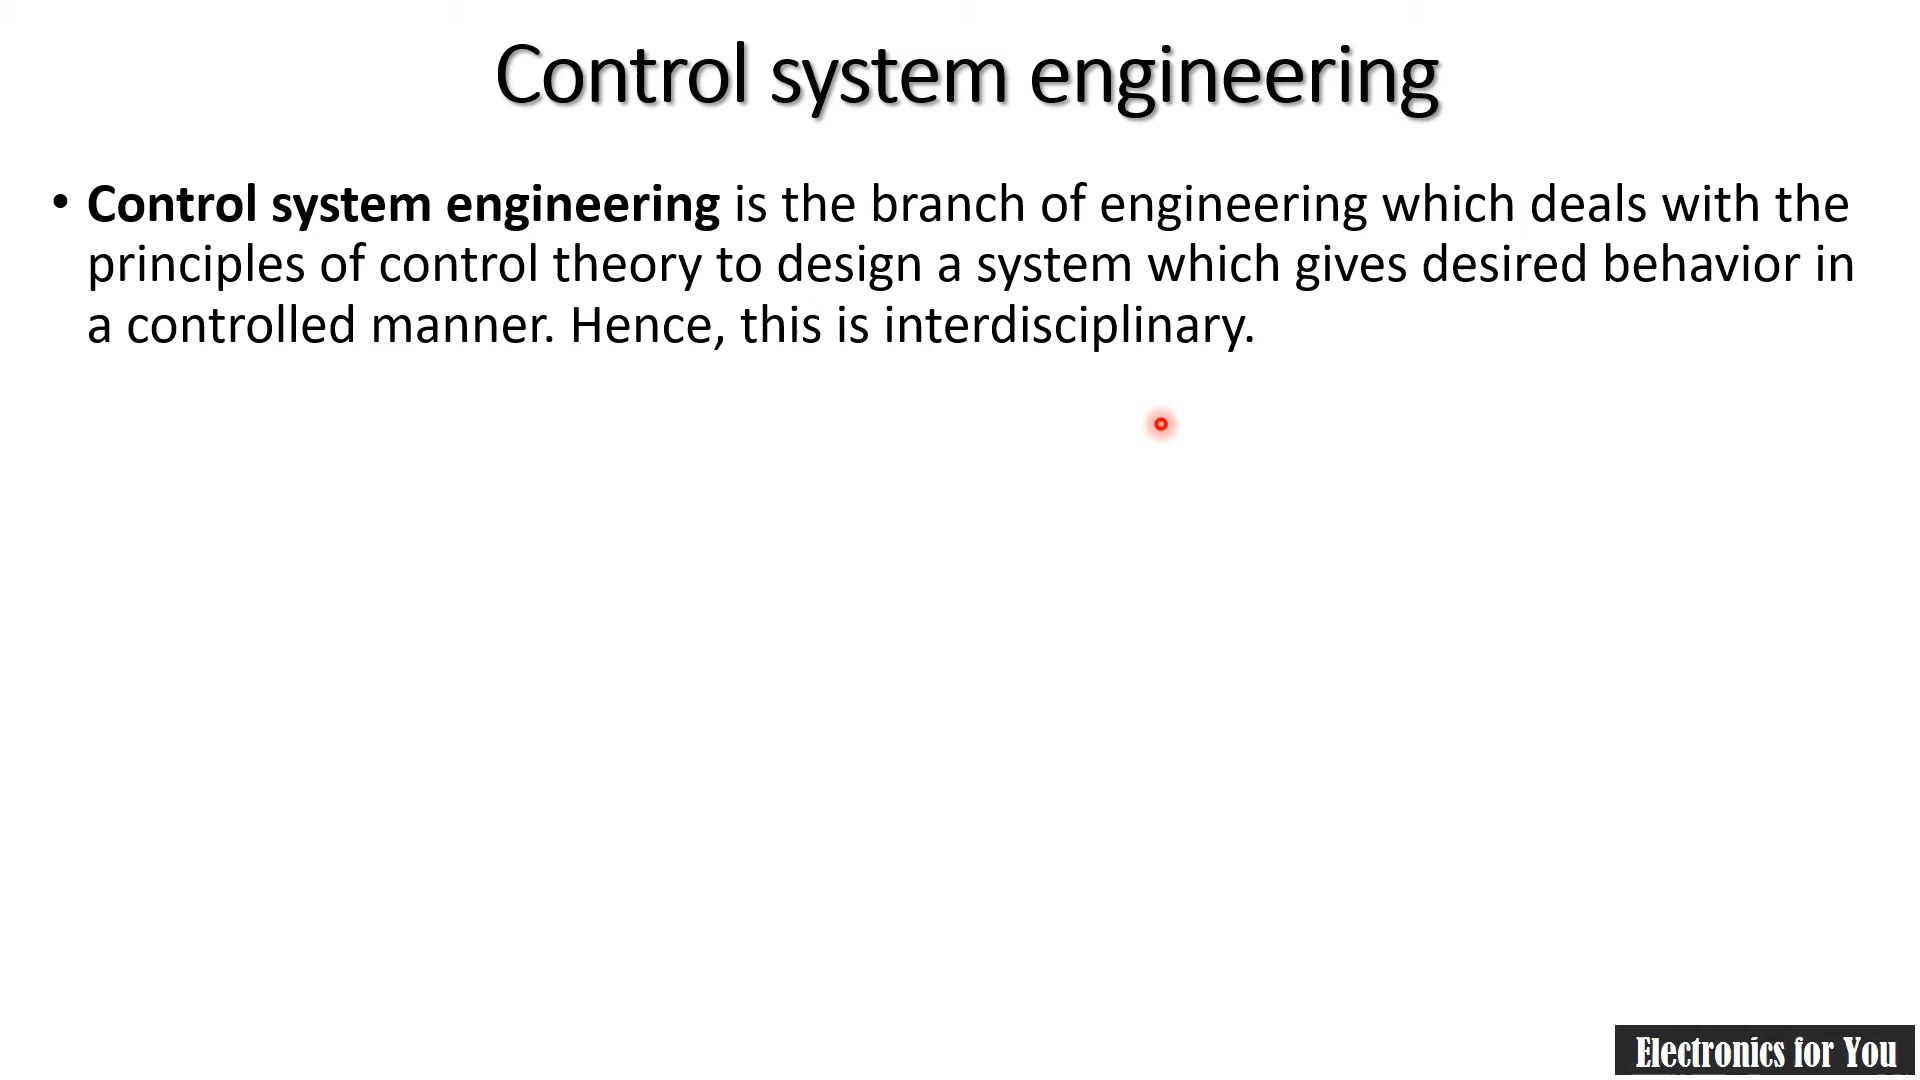 Control system engineering
• Control system engineering is the branch of engineering which deals with the
principles of control theory to design a system which gives desired behavior in
a controlled manner. Hence, this is interdisciplinary.
Electronics for You